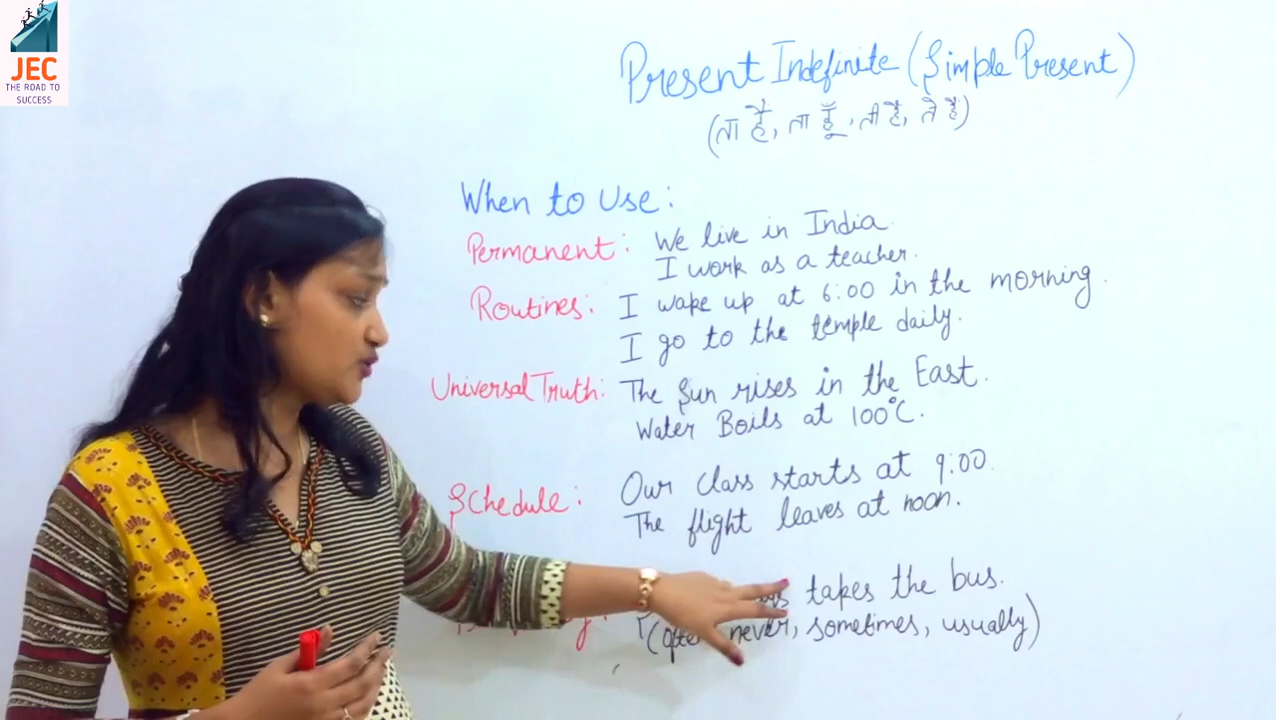 JEC
THE ROAD TO
SUCCESS
Present Indefinite (Simple Present)
(ता है, ता हूँ, ती है, ते हैं)
When to Use:
Permanent: We live in India.
I work as a teacher.
Routines: I wake up at 6:00 in the morning.
I go to the temple daily.
Universal Truth: The Sun rises in the East.
Water Boils at 100°C.
Schedule: Our Class starts at 9:00.
The flight leaves at noon.
takes the bus.
never, sometimes, usually)